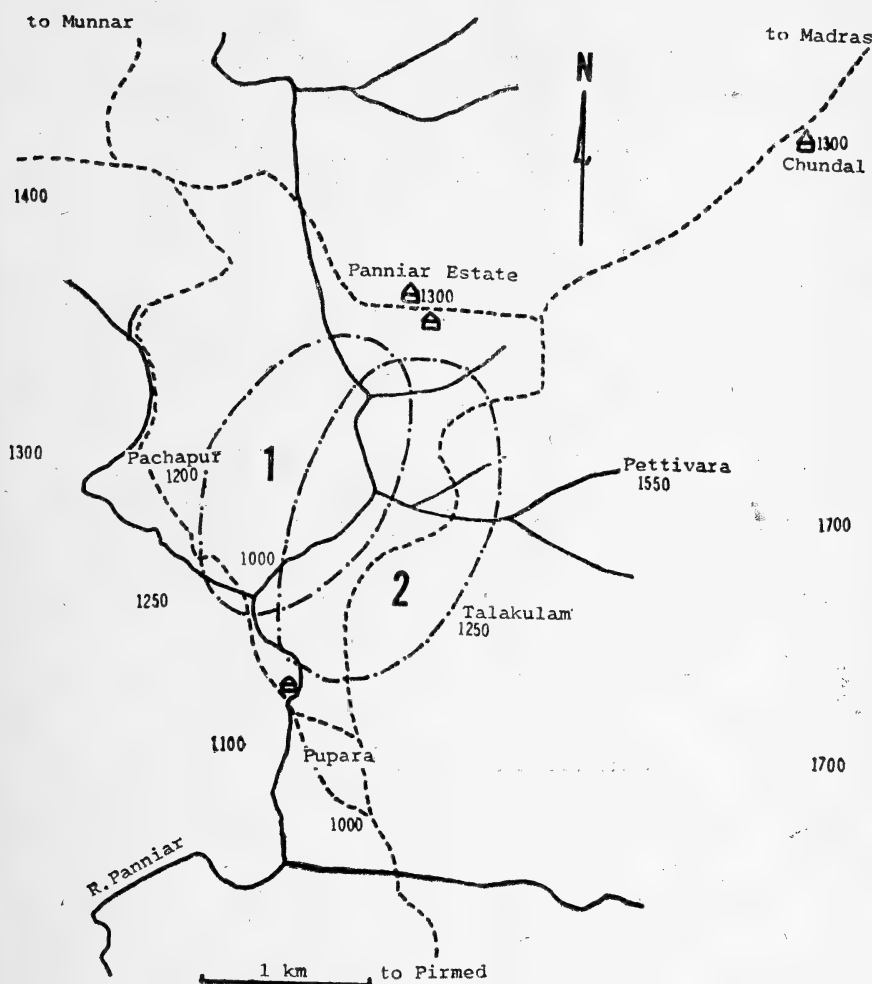 to Munnar
to Madras
N
1300
Chundal
1400
Panniar Estate
1300
1300
1
Pachapur
1200
Pettivara
1550
1700
1000
1250
2
Talakulam
1250
1100
Pupara
1700
1000
R.Panniar
1 km
to Pirmed